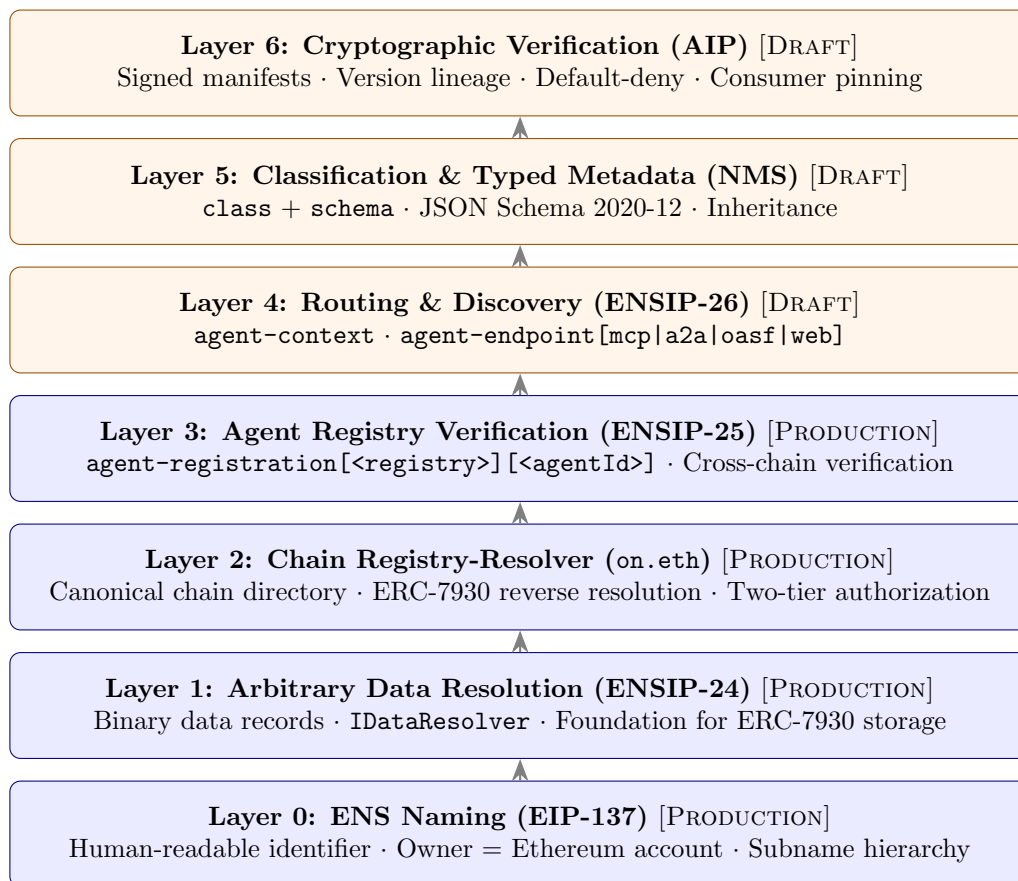 Layer 6: Cryptographic Verification (AIP) [DRAFT]
Signed manifests · Version lineage · Default-deny · Consumer pinning
Layer 5: Classification & Typed Metadata (NMS) [DRAFT]
class + schema · JSON Schema 2020-12 · Inheritance
Layer 4: Routing & Discovery (ENSIP-26) [DRAFT]
agent-context · agent-endpoint[mcp|a2a|oasf|web]
Layer 3: Agent Registry Verification (ENSIP-25) [PRODUCTION]
agent-registration[<registry>][<agentId>] · Cross-chain verification
Layer 2: Chain Registry-Resolver (on.eth) [PRODUCTION]
Canonical chain directory · ERC-7930 reverse resolution · Two-tier authorization
Layer 1: Arbitrary Data Resolution (ENSIP-24) [PRODUCTION]
Binary data records · IDataResolver · Foundation for ERC-7930 storage
Layer 0: ENS Naming (EIP-137) [PRODUCTION]
Human-readable identifier · Owner = Ethereum account · Subname hierarchy